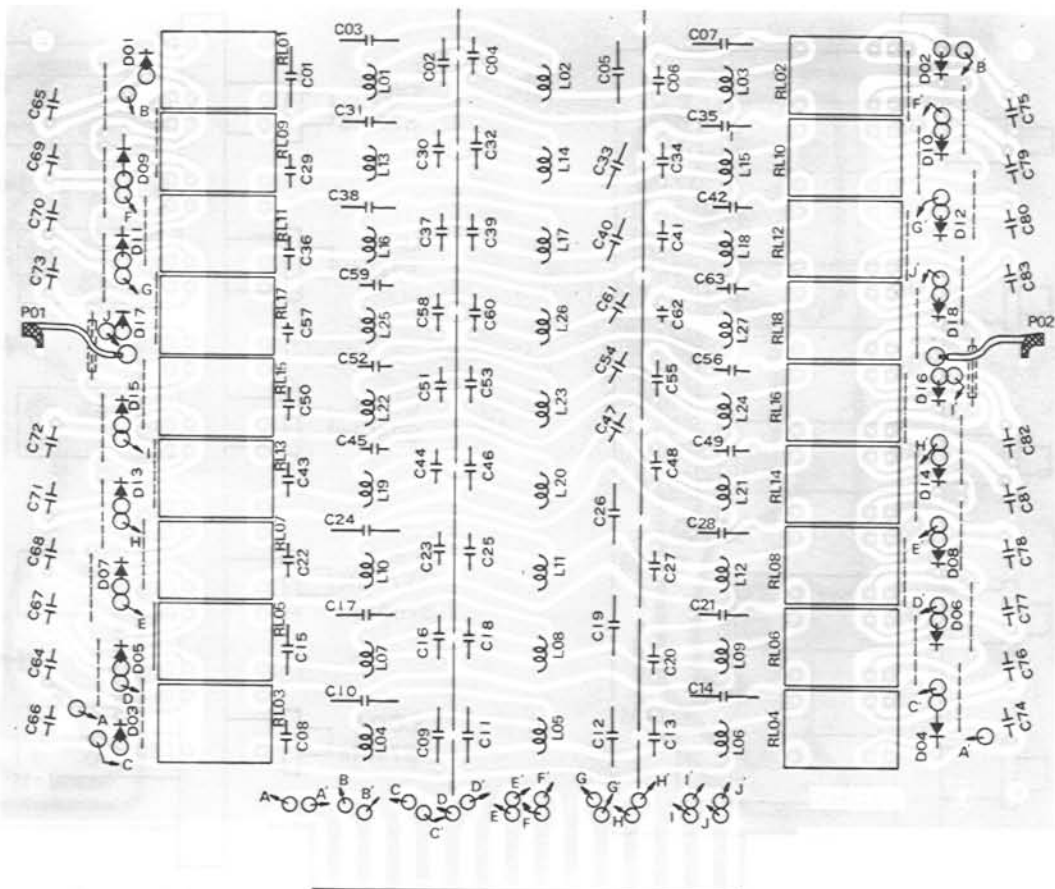 C03 C04 C07
D01 RL01 C01 L01 C02 L02 C05 C06 L03 RL02 D02 B
C65 B C31 C35 F' C75
C69 D09 RL09 C29 L13 C30 C32 L14 C33 C34 L15 RL10 D10 C79
C70 F C38 C42 C80
D11 RL11 C36 L16 C37 C39 L17 C40 C41 L18 RL12 G' D12
C73 G C59 C63 J' C83
P01 J D17 RL17 C57 L25 C58 C60 L26 C61 C62 L27 RL18 D18 P02
C52 C54 C56
D15 RL15 C50 L22 C51 C53 L23 C55 L24 RL16 D16 I'
C72 I C45 C47 C49 H' C82
C71 D13 RL13 C43 L19 C44 C46 L20 C48 L21 RL14 D14 C81
H C24 C26 C28 E'
C68 D07 RL07 C22 L10 C23 C25 L11 C27 L12 RL08 D08 C78
C67 E C17 C21 D' C77
C64 D05 RL05 C15 L07 C16 C18 L08 C19 C20 L09 RL06 D06 C76
D C10 C14
C66 A D03 RL03 C08 L04 C09 C11 L05 C12 C13 L06 RL04 D04 A' C74
C
A A' B B' C C' D D' E E' F F' G G' H H' I I' J J'